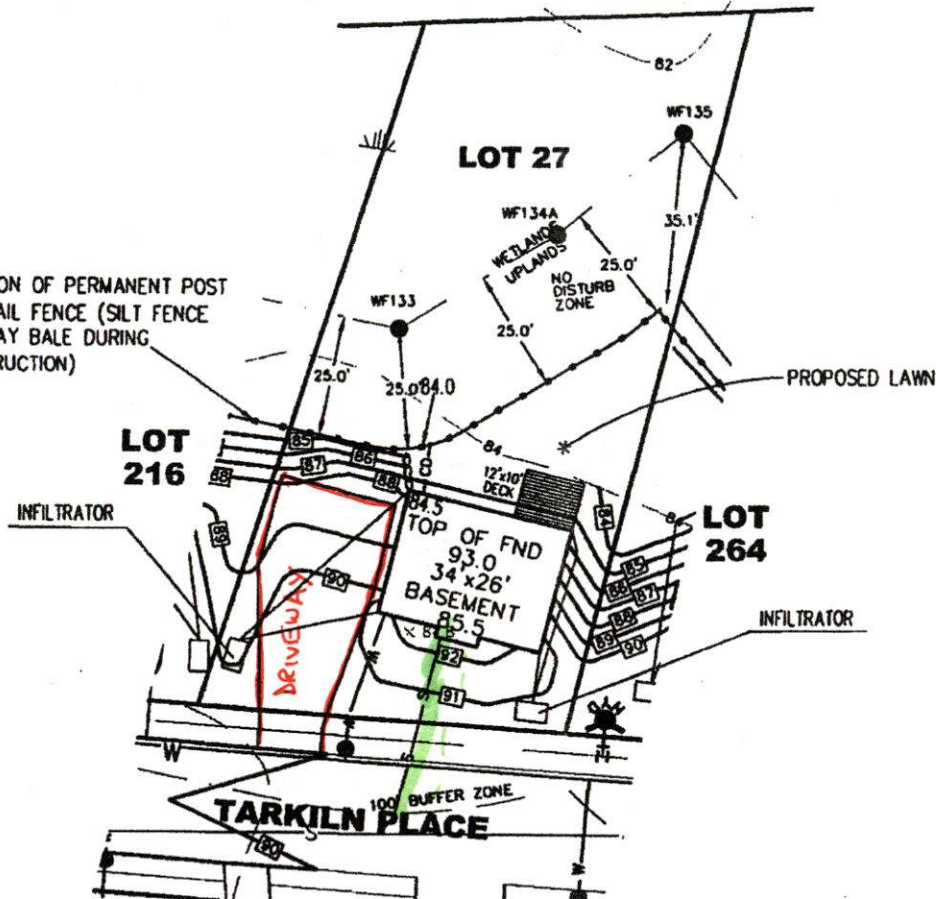 82
WF135
LOT 27
WF134A
WETLANDS
UPLANDS
35.1'
25.0'
NO
DISTURB
ZONE
25.0'
ON OF PERMANENT POST
AIL FENCE (SILT FENCE
AY BALE DURING
RUCTION)
WF133
25.0'
25.0'
84.0
PROPOSED LAWN
84
LOT
216
85
86
87
88
88
12'x10'
DECK
84.5
TOP OF FND
93.0
34'x26'
BASEMENT
85.5
84
LOT
264
85
86
87
88
89
90
INFILTRATOR
89
90
DRIVEWAY
92
91
INFILTRATOR
W
W
S
S
W
100' BUFFER ZONE
TARKILN PLACE
S
90
W